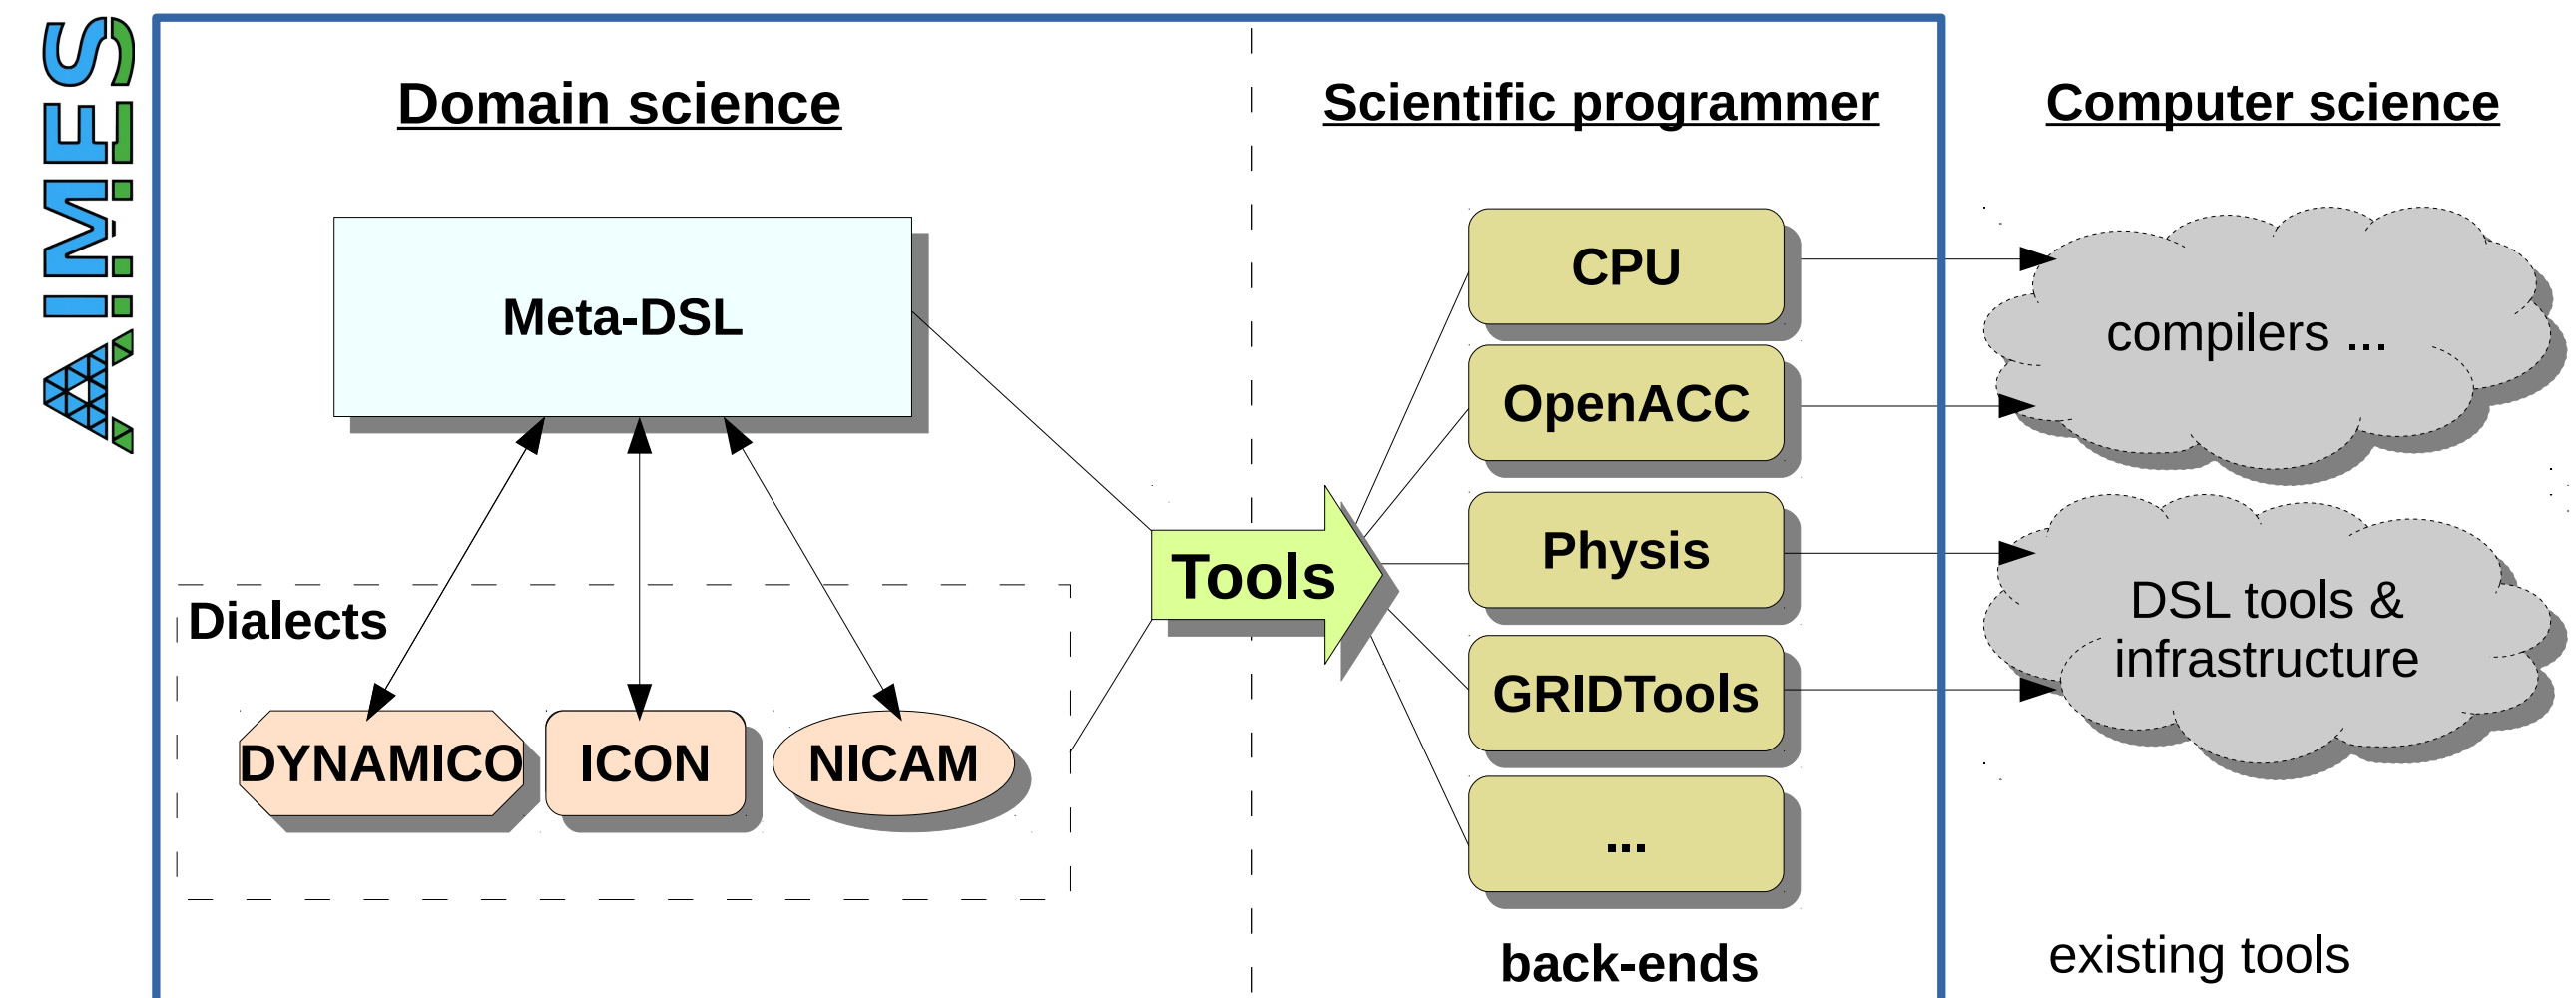 AIMES
Domain science
Scientific programmer
Computer science
Meta-DSL
CPU
OpenACC
Physis
GRIDTools
...
compilers ...
DSL tools &
infrastructure
Tools
Dialects
DYNAMICO
ICON
NICAM
back-ends
existing tools